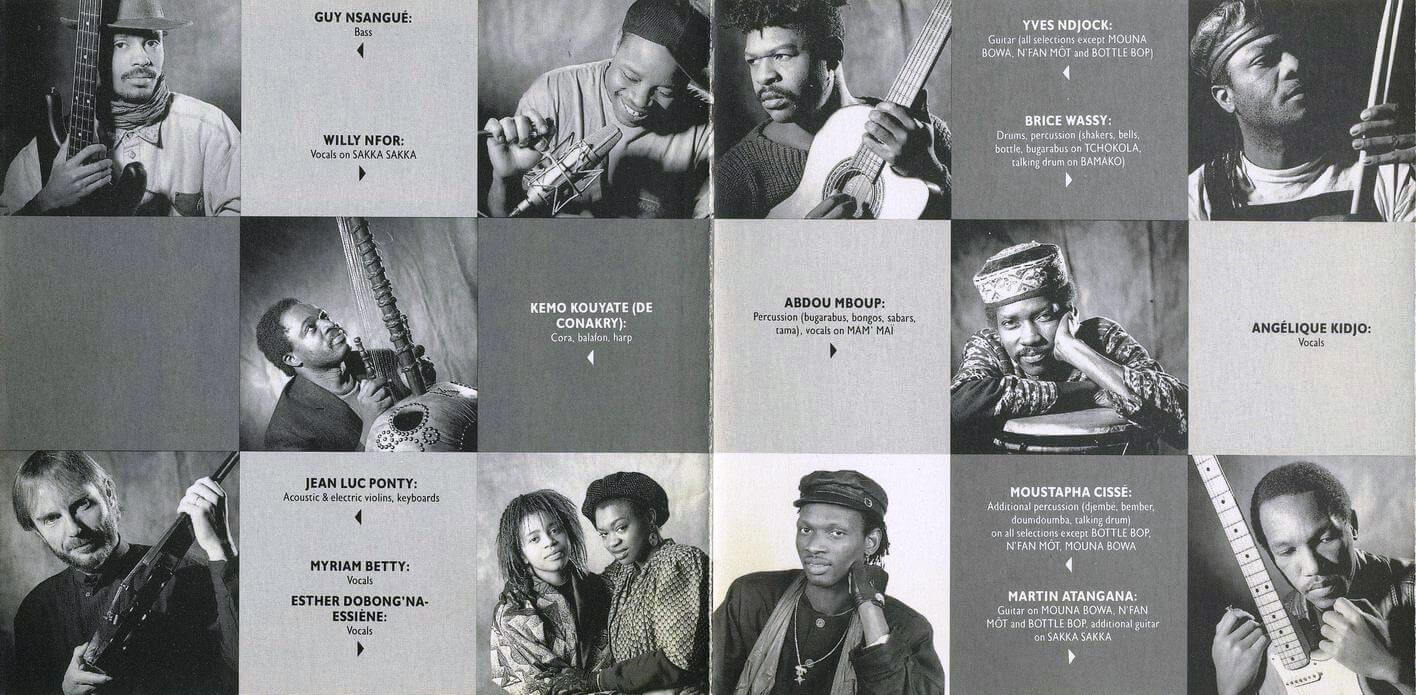 GUY NSANGUÉ:
Bass
WILLY NFOR:
Vocals on SAKKA SAKKA
YVES NDJOCK:
Guitar (all selections except MOUNA
BOWA, N'FAN MÔT and BOTTLE BOP)
BRICE WASSY:
Drums, percussion (shakers, bells,
bottle, bugarabus on TCHOKOLA,
talking drum on BAMAKO)
KEMO KOUYATE (DE
CONAKRY):
Cora, balafon, harp
ABDOU MBOUP:
Percussion (bugarabus, bongos, sabars,
tama), vocals on MAM' MAÏ
ANGÉLIQUE KIDJO:
Vocals
JEAN LUC PONTY:
Acoustic & electric violins, keyboards
MYRIAM BETTY:
Vocals
ESTHER DOBONG'NA-
ESSIÈNE:
Vocals
MOUSTAPHA CISSÉ:
Additional percussion (djembé, bember,
doumdoumba, talking drum)
on all selections except BOTTLE BOP,
N'FAN MÔT, MOUNA BOWA
MARTIN ATANGANA:
Guitar on MOUNA BOWA, N'FAN
MÔT and BOTTLE BOP, additional guitar
on SAKKA SAKKA